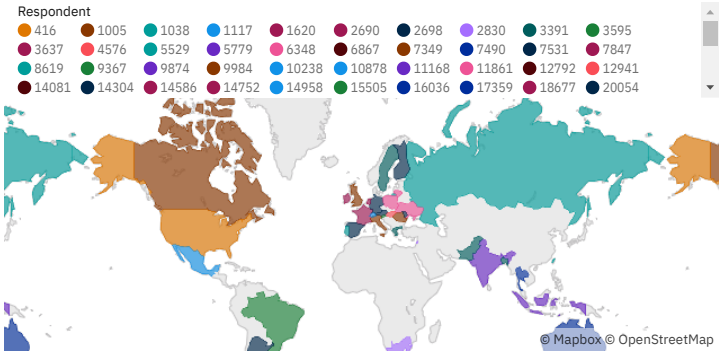 Respondent
416 1005 1038 1117 1620 2690 2698 2830 3391 3595
3637 4576 5529 5779 6348 6867 7349 7490 7531 7847
8619 9367 9874 9984 10238 10878 11168 11861 12792 12941
14081 14304 14586 14752 14958 15505 16036 17359 18677 20054
© Mapbox © OpenStreetMap